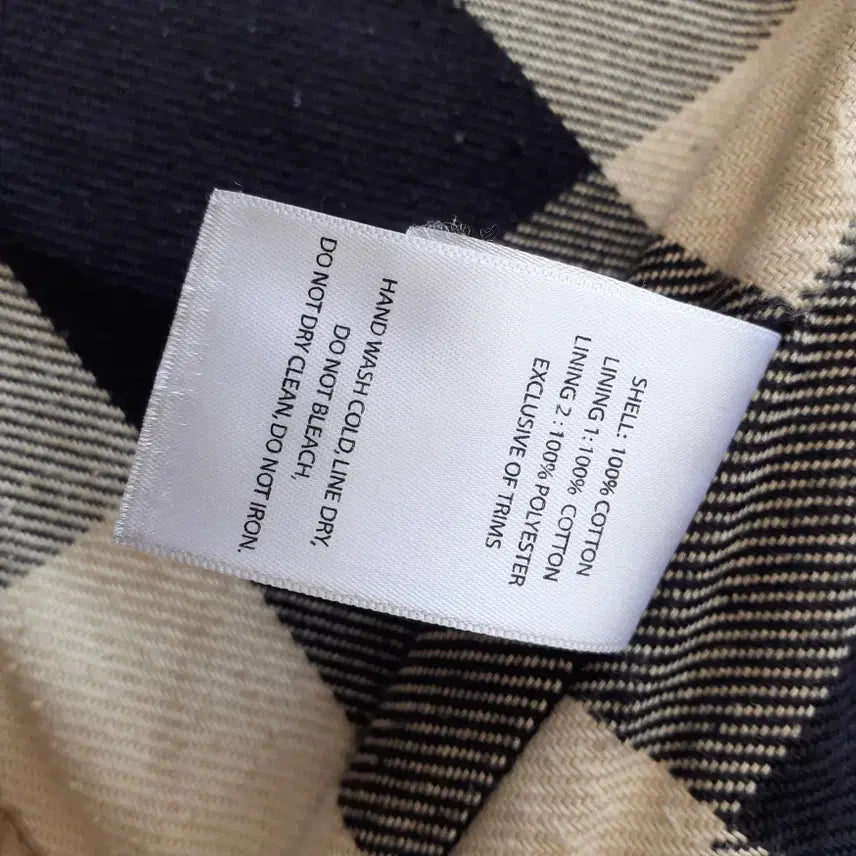 SHELL: 100% COTTON
LINING 1: 100% COTTON
LINING 2 : 100% POLYESTER
EXCLUSIVE OF TRIMS
HAND WASH COLD, LINE DRY,
DO NOT BLEACH,
DO NOT DRY CLEAN, DO NOT IRON.